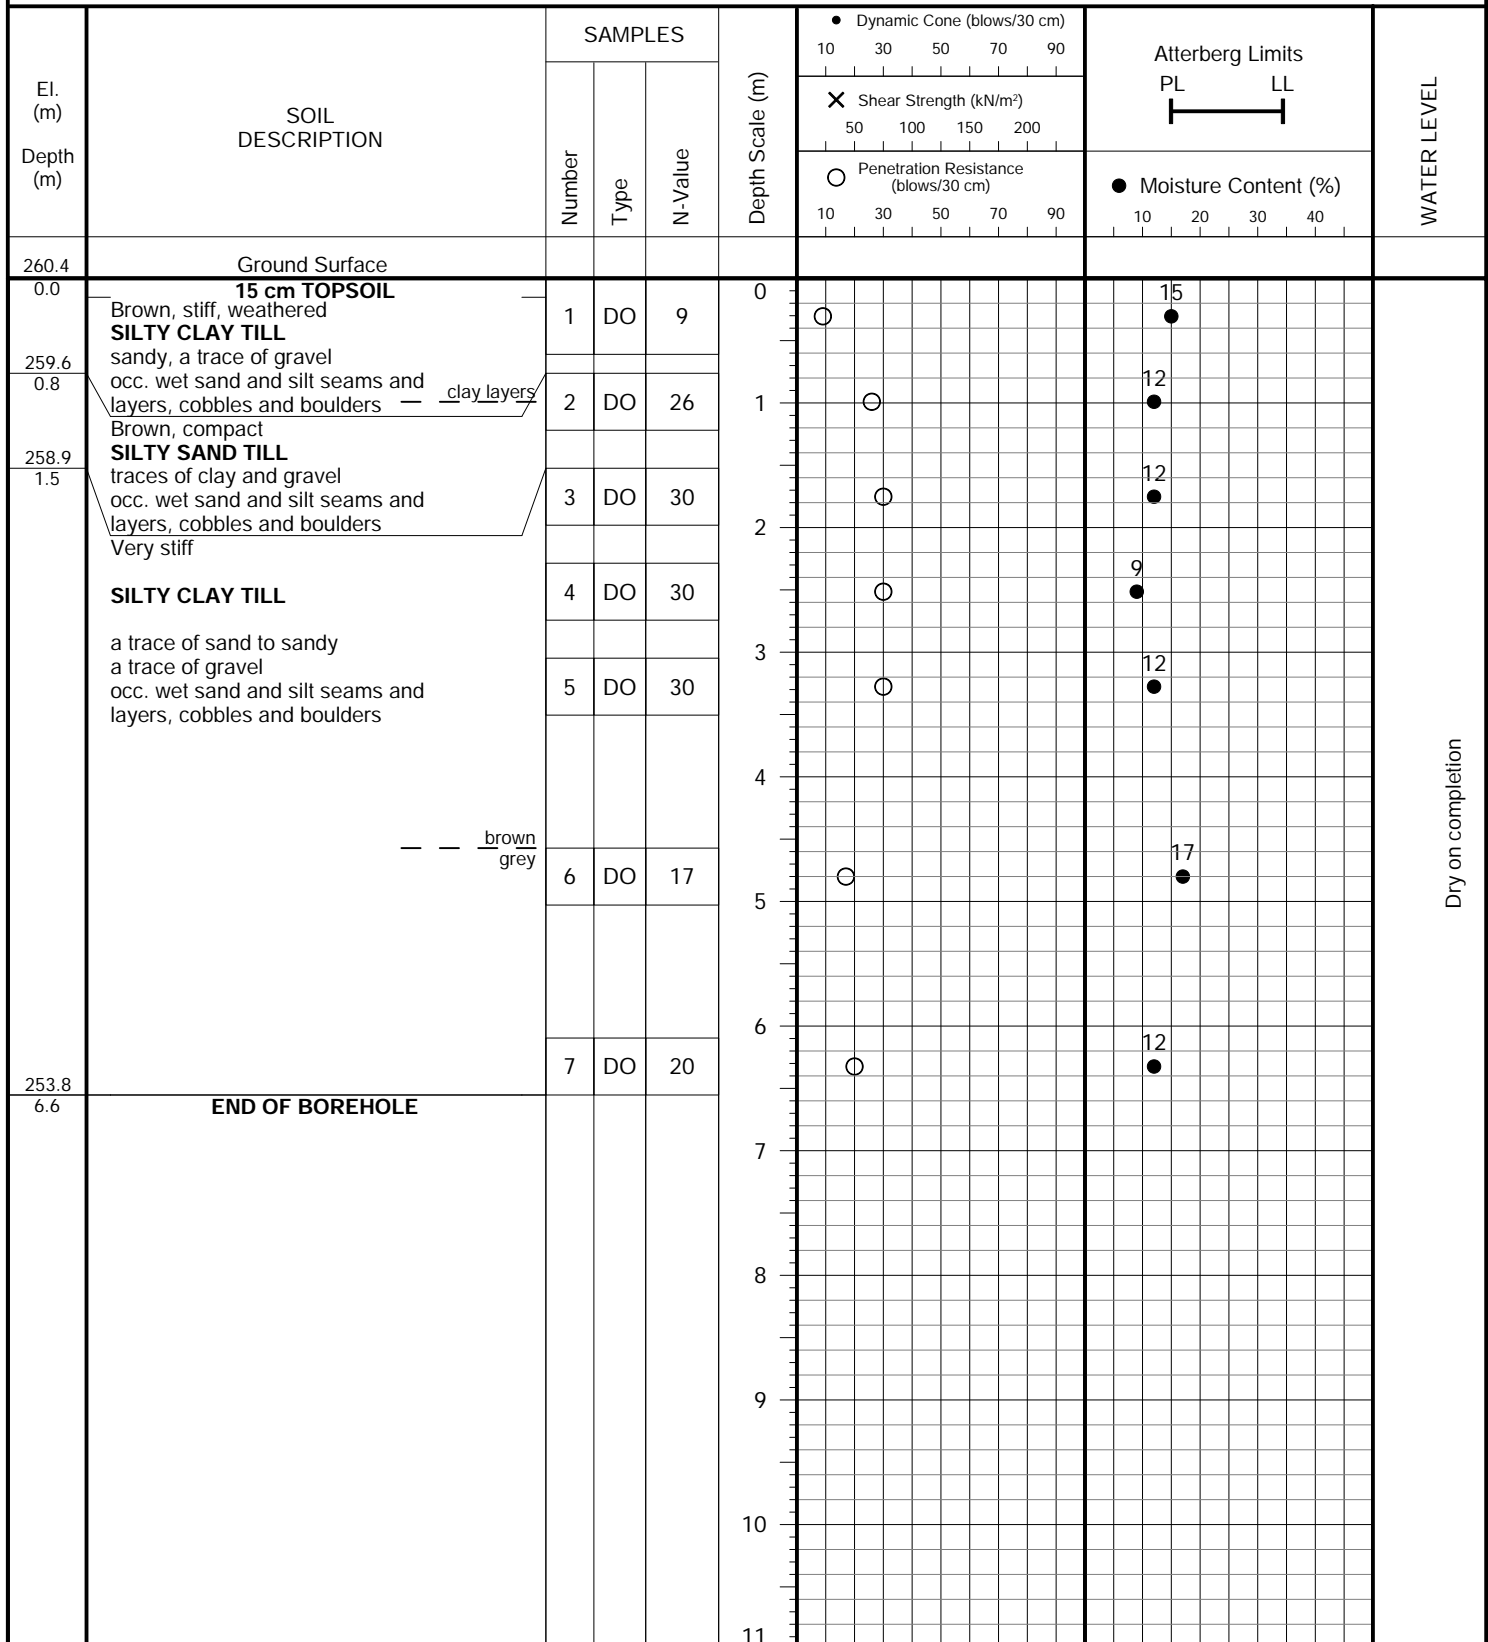 El.
(m)
Depth
(m)
SOIL
DESCRIPTION
SAMPLES
Number
Type
N-Value
Depth Scale (m)
Dynamic Cone (blows/30 cm)
10 30 50 70 90
Shear Strength (kN/m²)
50 100 150 200
Penetration Resistance
(blows/30 cm)
10 30 50 70 90
Atterberg Limits
PL LL
Moisture Content (%)
10 20 30 40
WATER LEVEL
260.4 Ground Surface
0.0 15 cm TOPSOIL 0 15
Brown, stiff, weathered
1 DO 9
SILTY CLAY TILL
sandy, a trace of gravel
259.6
0.8 occ. wet sand and silt seams and 12
clay layers
layers, cobbles and boulders 2 DO 26 1
Brown, compact
SILTY SAND TILL
258.9
1.5 traces of clay and gravel 12
occ. wet sand and silt seams and 3 DO 30
layers, cobbles and boulders 2
Very stiff
9
SILTY CLAY TILL 4 DO 30
a trace of sand to sandy 3
a trace of gravel 12
occ. wet sand and silt seams and 5 DO 30
layers, cobbles and boulders
4
Dry on completion
brown
grey 17
6 DO 17
5
6
12
7 DO 20
253.8
6.6 END OF BOREHOLE
7
8
9
10
11